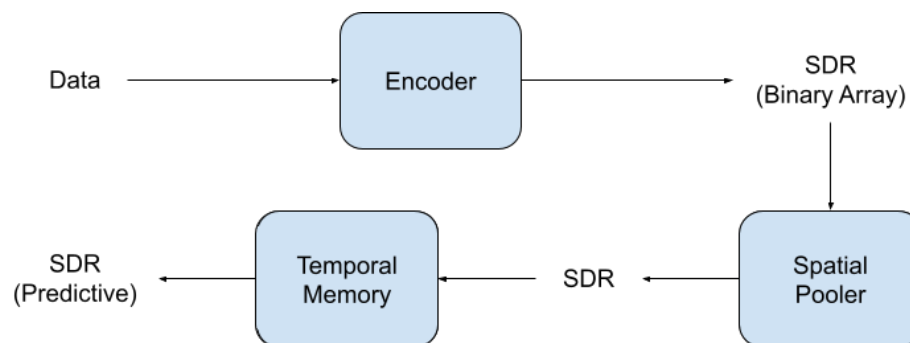 Data
Encoder
SDR
(Binary Array)
SDR
(Predictive)
Temporal
Memory
SDR
Spatial
Pooler